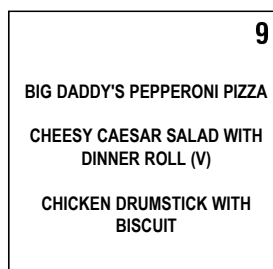 9
BIG DADDY'S PEPPERONI PIZZA
CHEESY CAESAR SALAD WITH
DINNER ROLL (V)
CHICKEN DRUMSTICK WITH
BISCUIT